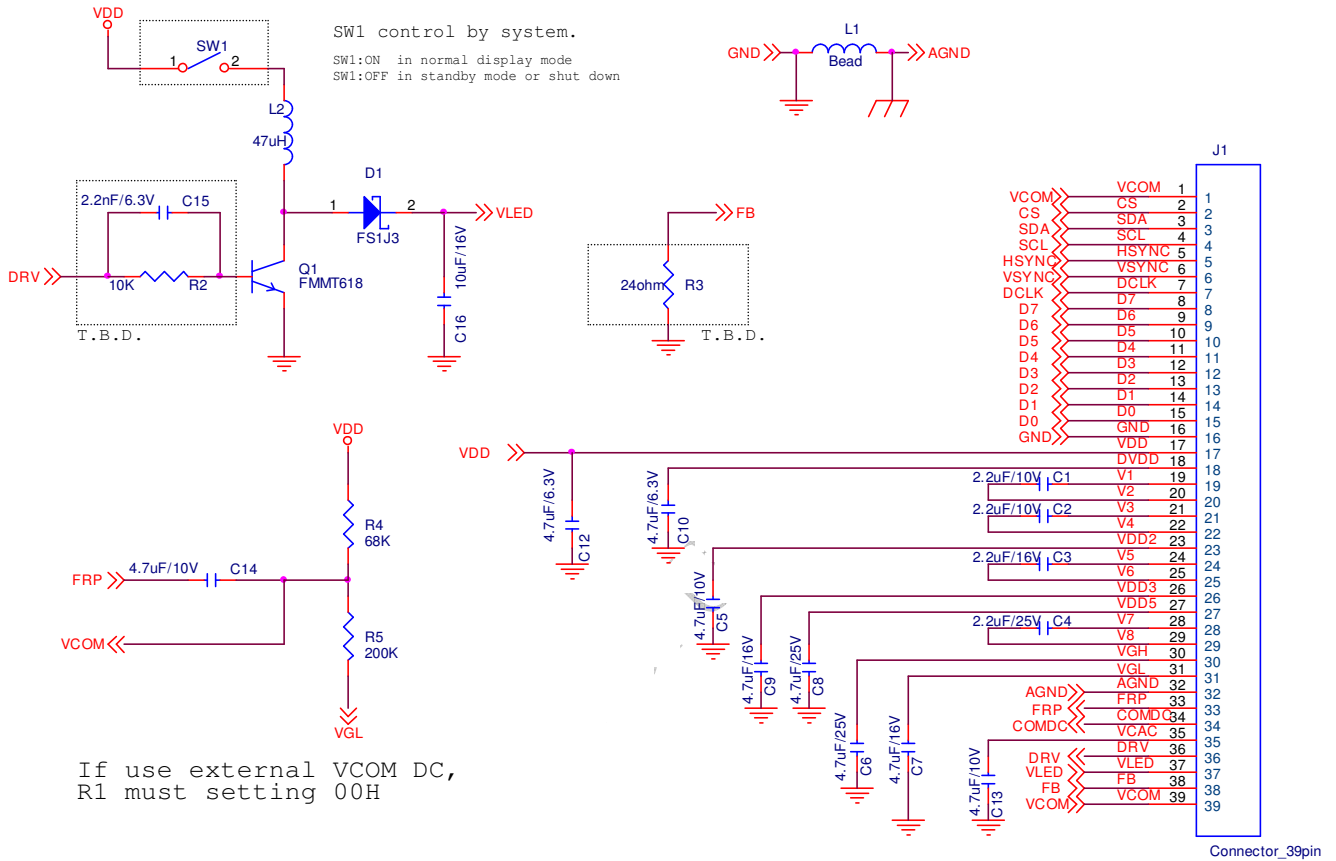 VDD
SW1
1
2
L2
47uH
SW1 control by system.
SW1:ON in normal display mode
SW1:OFF in standby mode or shut down
GND
L1
Bead
AGND
2.2nF/6.3V
C15
DRV
10K
R2
T.B.D.
Q1
FMMT618
D1
1
2
FS1J3
VLED
10uF/16V
C16
FB
24ohm
R3
T.B.D.
VDD
R4
68K
FRP
4.7uF/10V
C14
VCOM
R5
200K
VGL
If use external VCOM DC,
R1 must setting 00H
VDD
4.7uF/6.3V
C12
4.7uF/6.3V
C10
4.7uF/10V
C5
4.7uF/16V
C9
4.7uF/25V
C8
4.7uF/25V
C6
4.7uF/16V
C7
4.7uF/10V
C13
2.2uF/10V
C1
2.2uF/10V
C2
2.2uF/16V
C3
2.2uF/25V
C4
J1
VCOM VCOM 1 1
CS CS 2 2
SDA SDA 3 3
SCL SCL 4 4
HSYNC HSYNC 5 5
VSYNC VSYNC 6 6
DCLK DCLK 7 7
D7 D7 8 8
D6 D6 9 9
D5 D5 10 10
D4 D4 11 11
D3 D3 12 12
D2 D2 13 13
D1 D1 14 14
D0 D0 15 15
GND GND 16 16
VDD 17 17
DVDD 18 18
V1 19 19
V2 20 20
V3 21 21
V4 22 22
VDD2 23 23
V5 24 24
V6 25 25
VDD3 26 26
VDD5 27 27
V7 28 28
V8 29 29
VGH 30 30
VGL 31 31
AGND AGND 32 32
FRP FRP 33 33
COMDC COMDC 34 34
VCAC 35 35
DRV DRV 36 36
VLED VLED 37 37
FB FB 38 38
VCOM VCOM 39 39
Connector_39pin